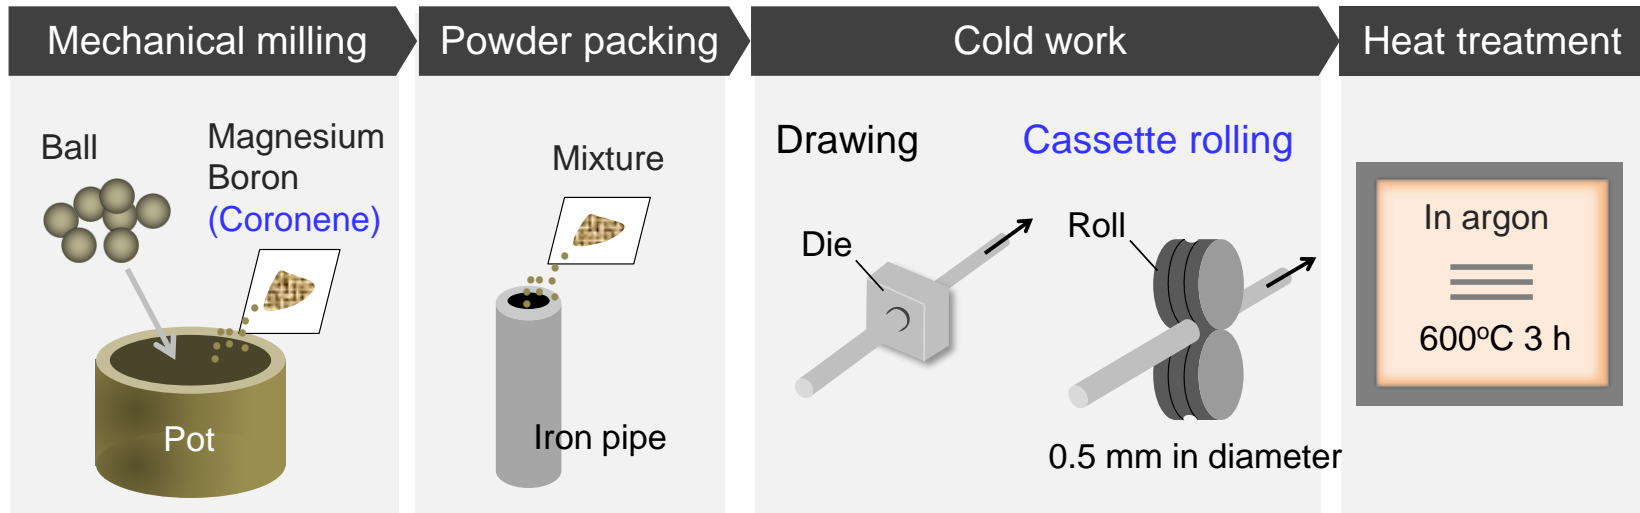 Mechanical milling
Powder packing
Cold work
Heat treatment
Ball
Magnesium
Boron
(Coronene)
Pot
Mixture
Iron pipe
Drawing
Cassette rolling
Die
Roll
0.5 mm in diameter
In argon
600ºC 3 h